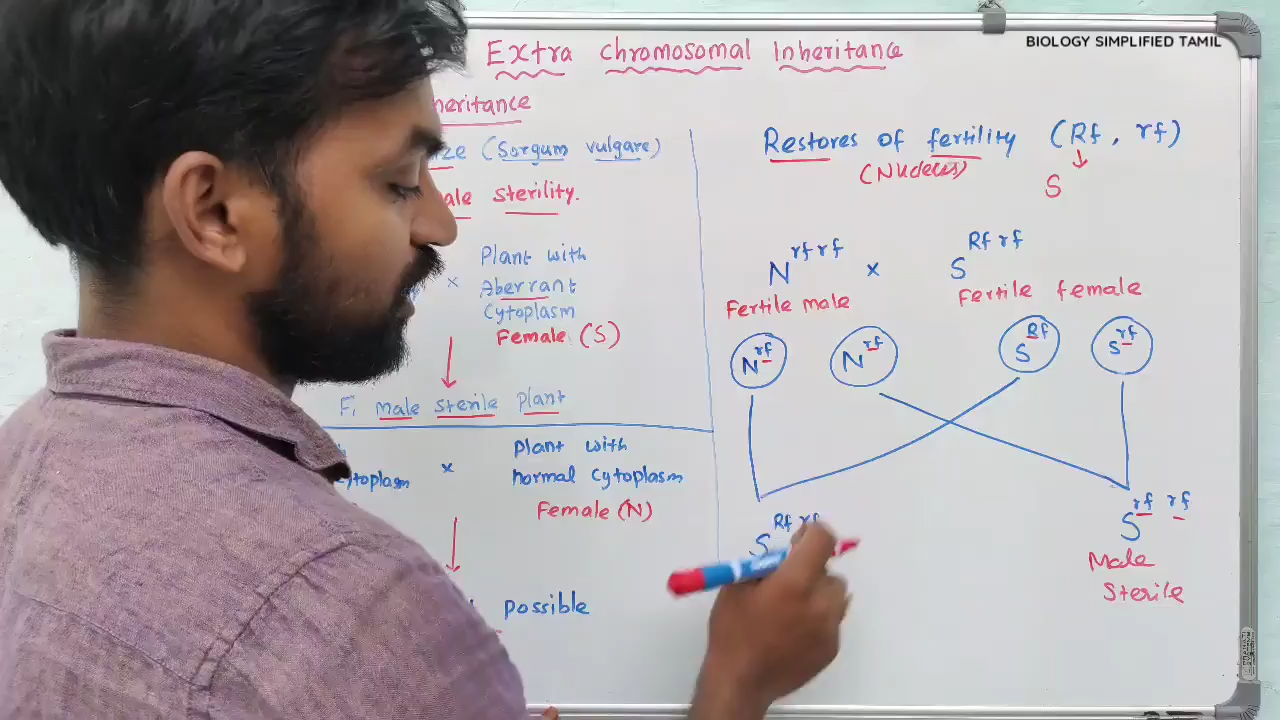 BIOLOGY SIMPLIFIED TAMIL
Extra Chromosomal Inheritance
heritance
ze (Sorgum vulgare)
ale sterility.
Plant with
x Aberrant
Cytoplasm
Female (S)
F1 male sterile plant
Plant with
ytoplasm x normal Cytoplasm
Female (N)
possible
Restores of fertility (Rf, rf)
(Nucleus)
S
N rf rf x S Rf rf
Fertile male Fertile female
N rf N rf S Rf S rf
S Rf rf S rf rf
Male
Sterile